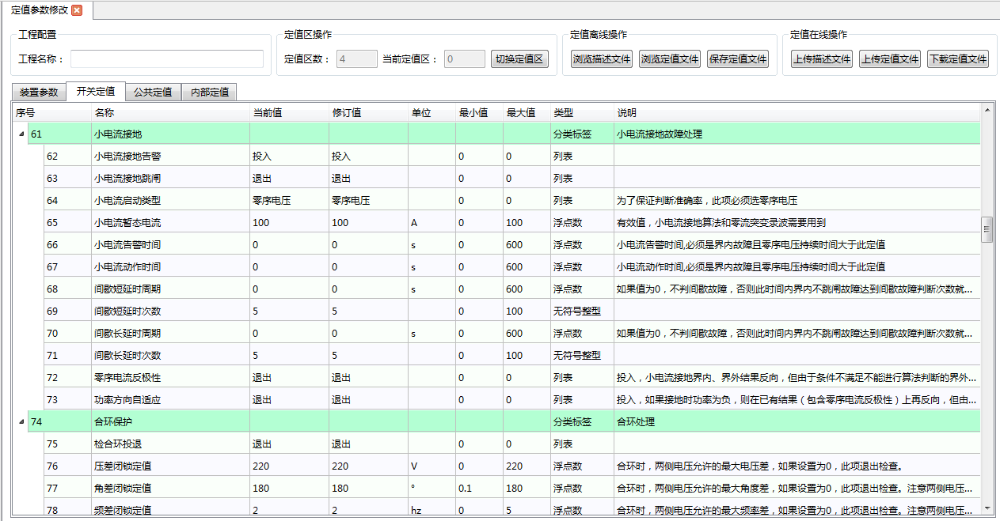 定值参数修改
工程配置 定值区操作 定值离线操作 定值在线操作
工程名称： 定值区数： 4 当前定值区： 0 切换定值区 浏览描述文件 浏览定值文件 保存定值文件 上传描述文件 上传定值文件 下载定值文件
装置参数 开关定值 公共定值 内部定值
序号 名称 当前值 修订值 单位 最小值 最大值 类型 说明
61 小电流接地 分类标签 小电流接地故障处理
62 小电流接地告警 投入 投入 0 0 列表
63 小电流接地跳闸 退出 退出 0 0 列表
64 小电流启动类型 零序电压 零序电压 0 0 列表 为了保证判断准确率，此项必须选零序电压
65 小电流暂态电流 100 100 A 0 100 浮点数 有效值，小电流接地算法和零流突变录波需要用到
66 小电流告警时间 0 0 s 0 600 浮点数 小电流告警时间,必须是界内故障且零序电压持续时间大于此定值
67 小电流动作时间 0 0 s 0 600 浮点数 小电流动作时间,必须是界内故障且零序电压持续时间大于此定值
68 间歇短延时周期 0 0 s 0 600 浮点数 如果值为0，不判间歇故障，否则此时间内界内不跳闸故障达到间歇故障判断次数就...
69 间歇短延时次数 5 5 0 100 无符号整型
70 间歇长延时周期 0 0 s 0 600 浮点数 如果值为0，不判间歇故障，否则此时间内界内不跳闸故障达到间歇故障判断次数就...
71 间歇长延时次数 5 5 0 100 无符号整型
72 零序电流反极性 退出 退出 0 0 列表 投入，小电流接地界内、界外结果反向，但由于条件不满足不能进行算法判断的界外...
73 功率方向自适应 退出 退出 0 0 列表 投入，如果接地时功率为负，则在已有结果（包含零序电流反极性）上再反向，但由...
74 合环保护 分类标签 合环处理
75 检合环投退 退出 退出 0 0 列表
76 压差闭锁定值 220 220 V 0 220 浮点数 合环时，两侧电压允许的最大电压差，如果设置为0，此项退出检查。
77 角差闭锁定值 180 180 ° 0.1 180 浮点数 合环时，两侧电压允许的最大角度差，如果设置为0，此项退出检查。注意两侧电压...
78 频差闭锁定值 2 2 hz 0 5 浮点数 合环时，两侧电压允许的最大频率差，如果设置为0，此项退出检查。注意两侧电压...